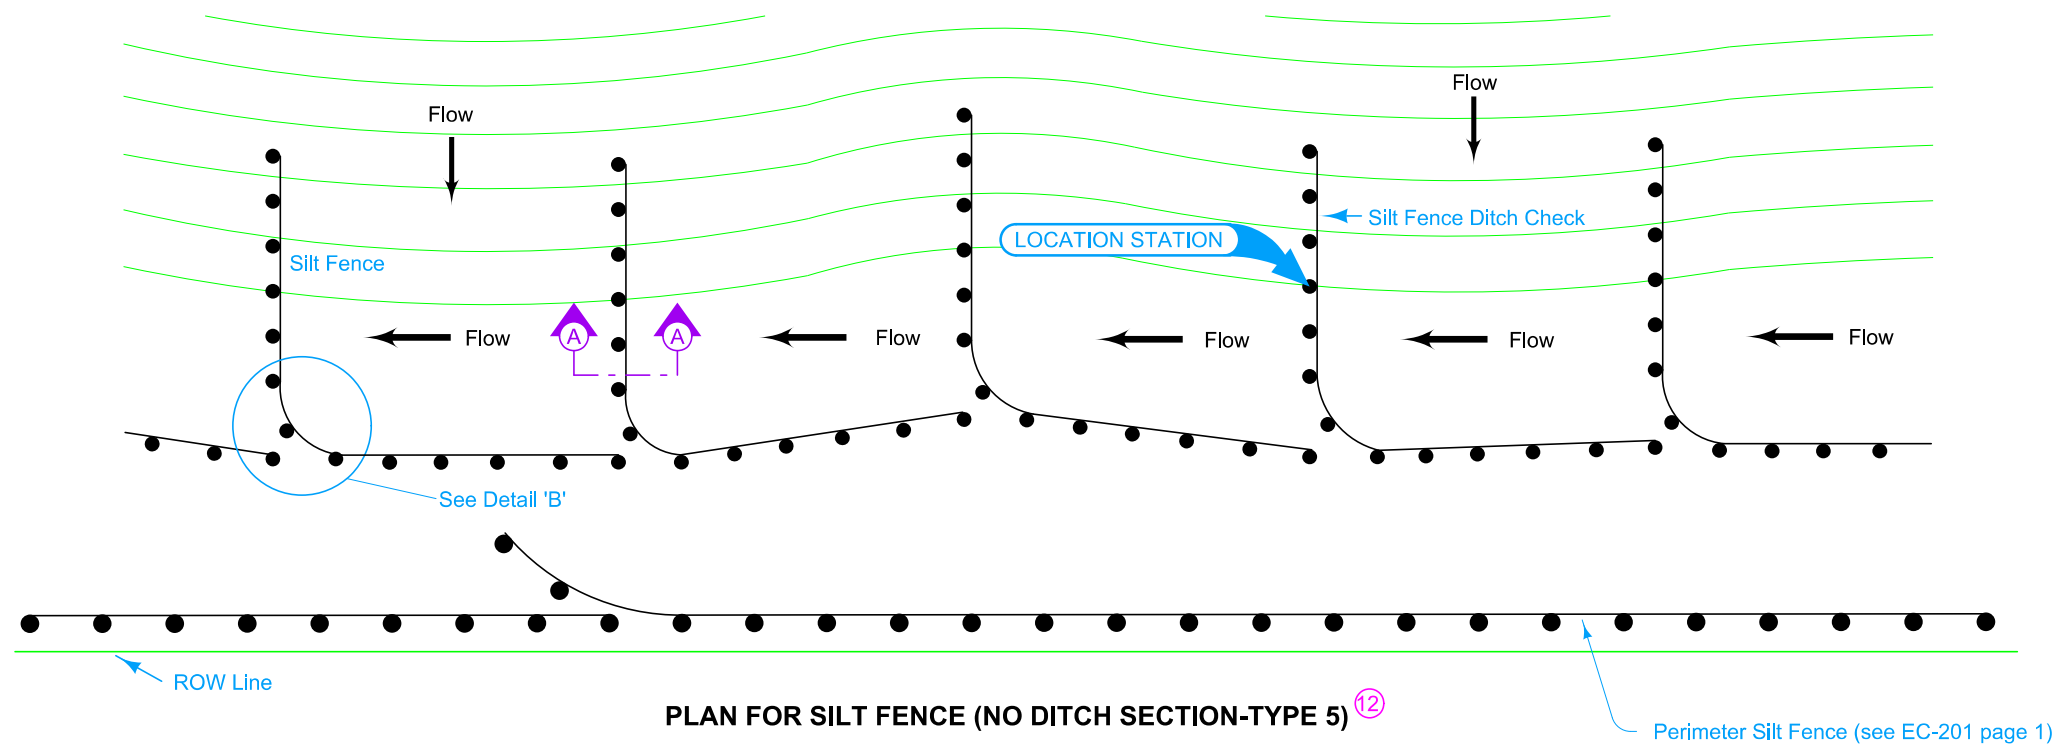 Flow
Flow
Silt Fence Ditch Check
LOCATION STATION
Silt Fence
A
A
Flow
Flow
Flow
Flow
Flow
See Detail 'B'
ROW Line
PLAN FOR SILT FENCE (NO DITCH SECTION-TYPE 5) 12
Perimeter Silt Fence (see EC-201 page 1)